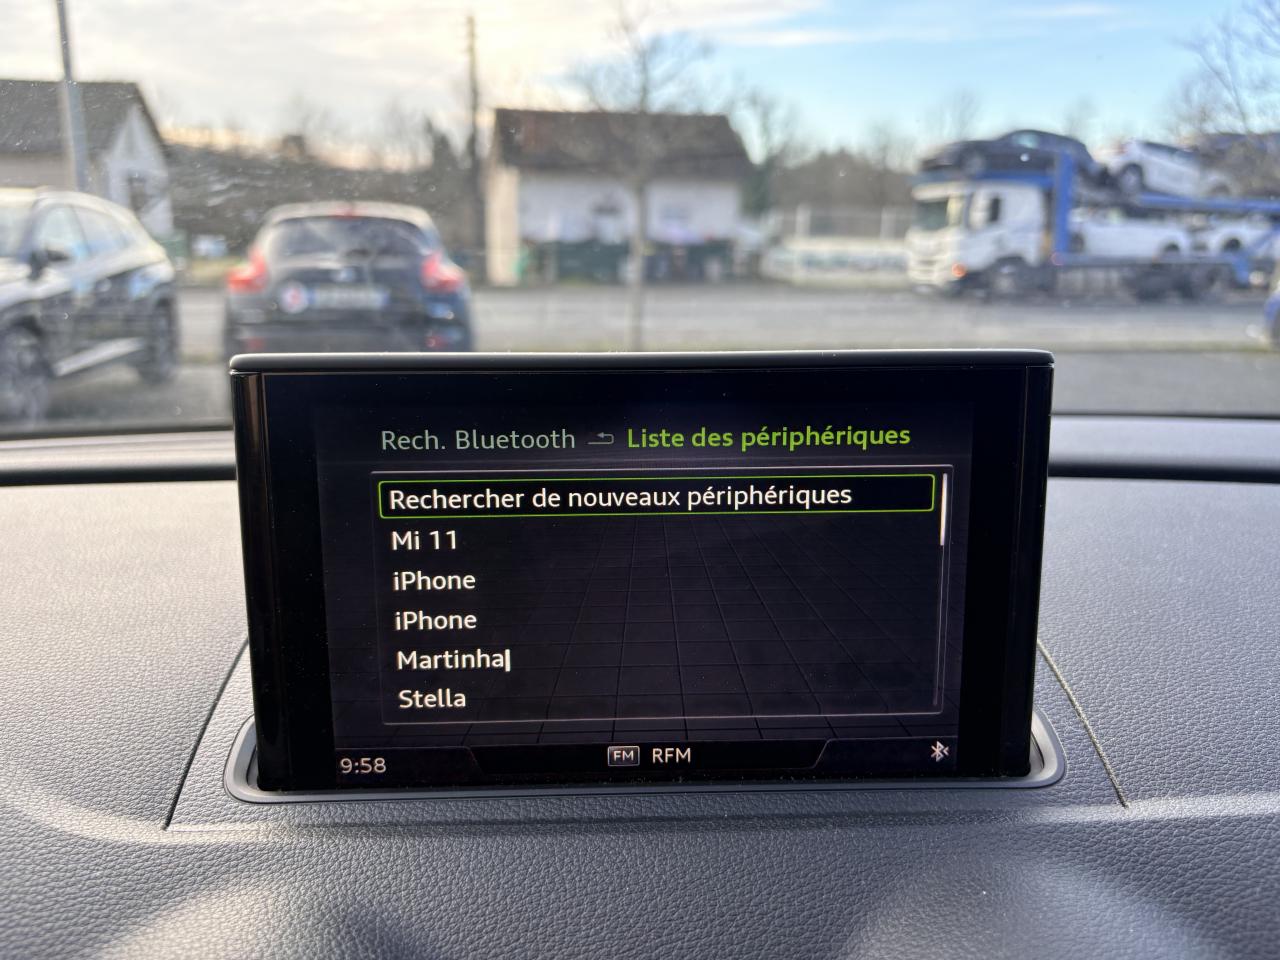 Rech. Bluetooth Liste des périphériques
Rechercher de nouveaux périphériques
Mi 11
iPhone
iPhone
Martinha
Stella
9:58 FM RFM